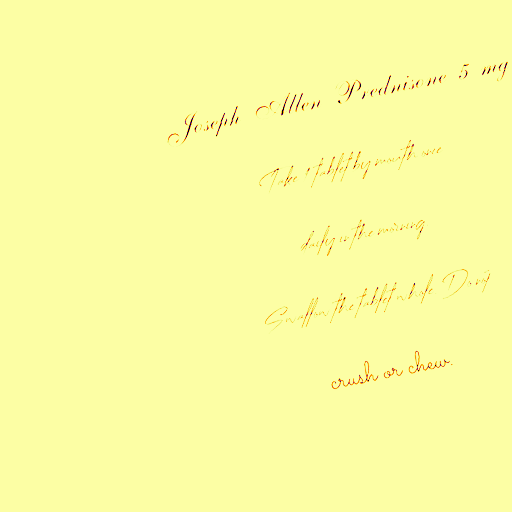 Joseph Allen Prednisone 5 mg
Take 1 tablet by mouth once
daily in the morning
Swallow the tablet whole. Do not
crush or chew.